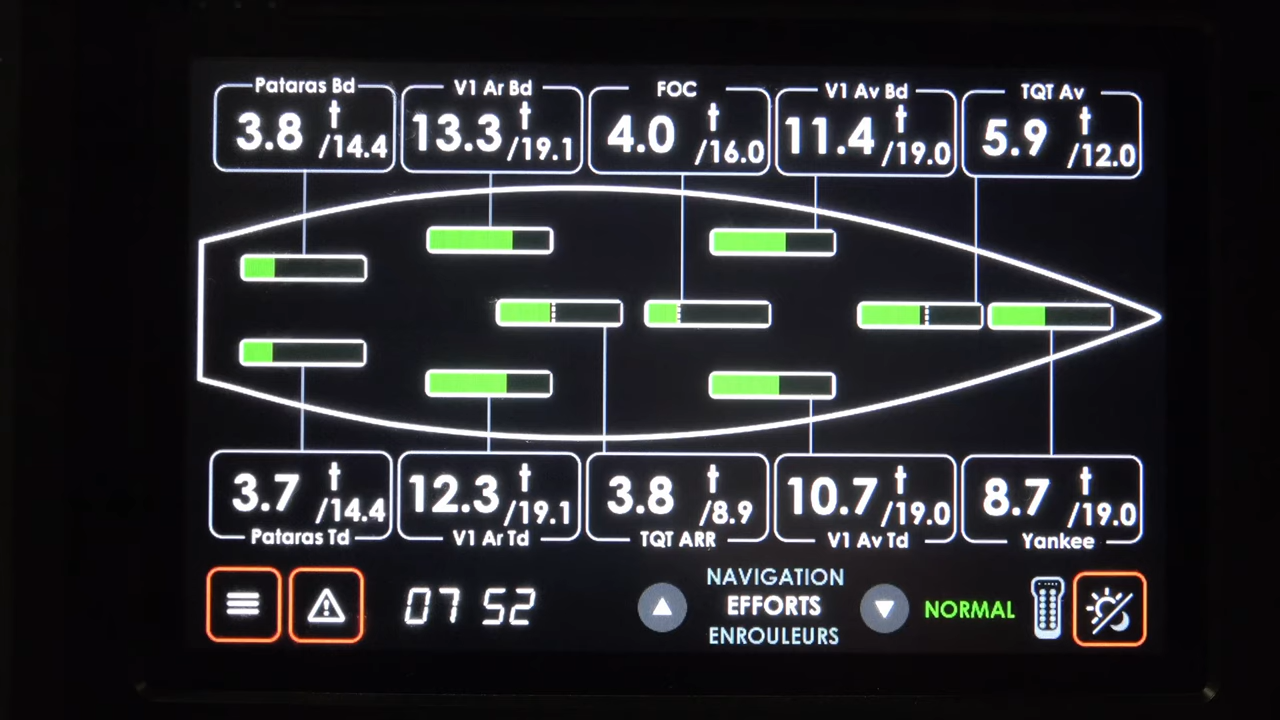 Pataras Bd
3.8 t /14.4
V1 Ar Bd
13.3 t /19.1
FOC
4.0 t /16.0
V1 Av Bd
11.4 t /19.0
TQT Av
5.9 t /12.0
3.7 t /14.4
Pataras Td
12.3 t /19.1
V1 Ar Td
3.8 t /8.9
TQT ARR
10.7 t /19.0
V1 Av Td
8.7 t /19.0
Yankee
07 52
NAVIGATION
EFFORTS
ENROULEURS
NORMAL